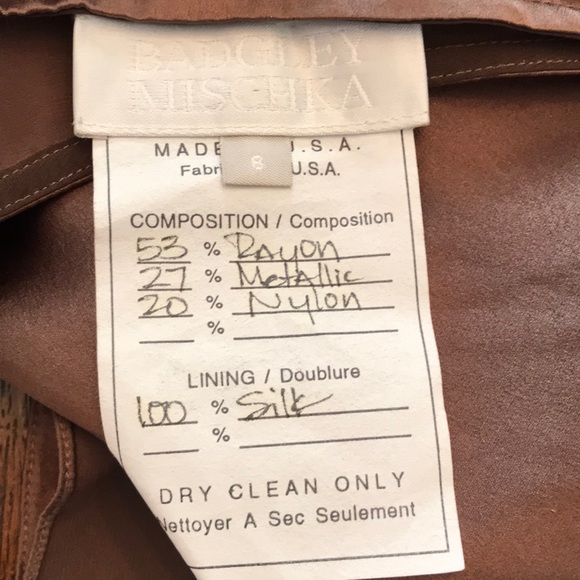 BADGLEY
MISCHKA
8
MADE U.S.A.
Fabri U.S.A.
COMPOSITION / Composition
53 % Rayon
27 % Metallic
20 % Nylon
%
LINING / Doublure
100 % Silk
%
DRY CLEAN ONLY
Nettoyer A Sec Seulement